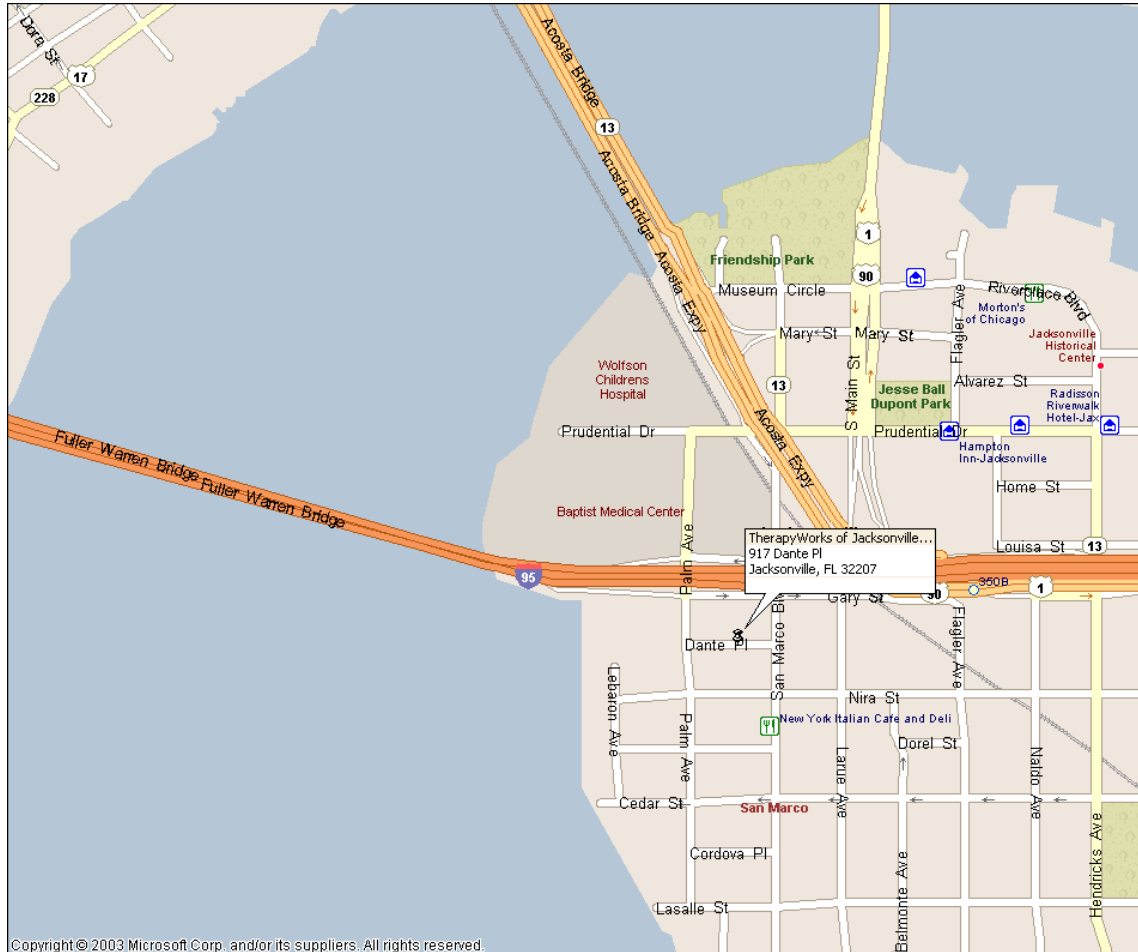 Dora St
17
228
Acosta Bridge
13
Acosta Bridge
Acosta Expy
1
Friendship Park
90
Museum Circle
Riverplace Blvd
Morton's
of Chicago
Mary St
Mary St
Flagler Ave
Jacksonville
Historical
Center
Wolfson
Childrens
Hospital
13
S Main St
Jesse Ball
Dupont Park
Alvarez St
Radisson
Riverwalk
Hotel-Jax
Acosta Expy
Prudential Dr
Prudential Dr
Hampton
Inn-Jacksonville
Fuller Warren Bridge
Fuller Warren Bridge
Home St
Baptist Medical Center
Palm Ave
TherapyWorks of Jacksonville...
917 Dante Pl
Jacksonville, FL 32207
Louisa St
13
95
350B
90
1
Gary St
San Marco Bl
Flagler Ave
Dante Pl
Lebaron Ave
Nira St
New York Italian Cafe and Deli
Palm Ave
Larue Ave
Dorel St
Naldo Ave
Cedar St
San Marco
Cordova Pl
Belmonte Ave
Hendricks Ave
Lasalle St
Copyright © 2003 Microsoft Corp. and/or its suppliers. All rights reserved.